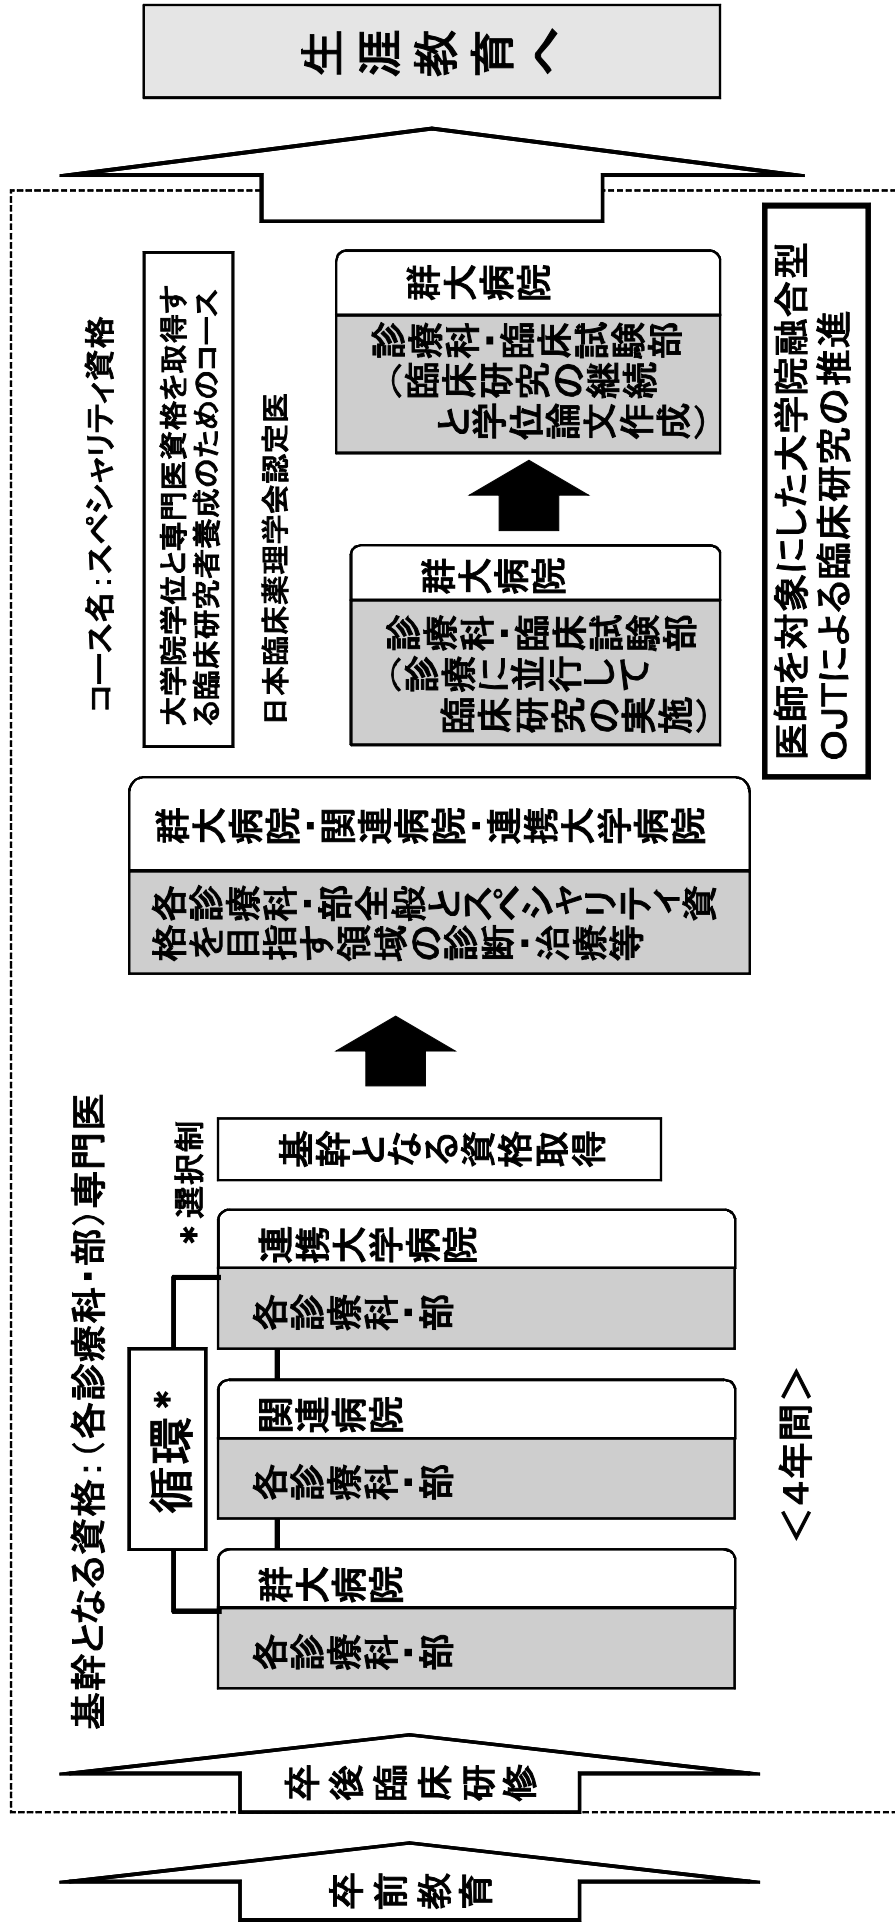 卒前教育
卒後臨床研修
基幹となる資格:(各診療科・部)専門医
循環*
*選択制
群大病院
各診療科・部
関連病院
各診療科・部
連携大学病院
各診療科・部
基幹となる資格取得
<4年間>
群大病院・関連病院・連携大学病院
各診療科・部全般とスペシャリティ資
格を目指す領域の診断・治療等
コース名:スペシャリティ資格
大学院学位と専門医資格を取得す
る臨床研究者養成のためのコース
日本臨床薬理学会認定医
群大病院
診療科・臨床試験部
(診療に並行して
臨床研究の実施)
群大病院
診療科・臨床試験部
(臨床研究の継続
と学位論文作成)
医師を対象にした大学院融合型
OJTによる臨床研究の推進
生涯教育へ